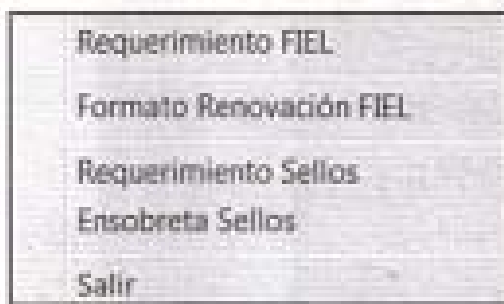 Requerimiento FIEL
Formato Renovación FIEL
Requerimiento Sellos
Ensobreta Sellos
Salir